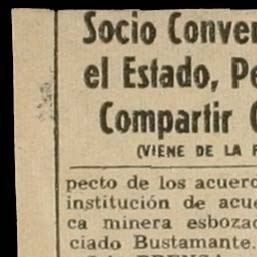 Socio Conver
el Estado, Pe
Compartir
(VIENE DE LA
pecto de los acuerd
institución de acue
ca minera esbozad
ciado Bustamante.